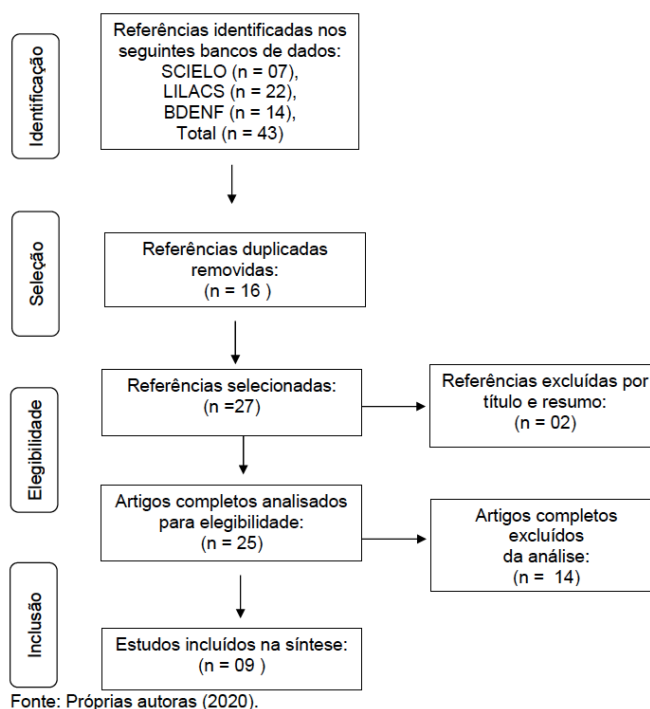 Identificação
Referências identificadas nos
seguintes bancos de dados:
SCIELO (n = 07),
LILACS (n = 22),
BDENF (n = 14),
Total (n = 43)
Seleção
Referências duplicadas
removidas:
(n = 16 )
Elegibilidade
Referências selecionadas:
(n =27)
Referências excluídas por
título e resumo:
(n = 02)
Artigos completos analisados
para elegibilidade:
(n = 25)
Artigos completos
excluídos
da análise:
(n =  14)
Inclusão
Estudos incluídos na síntese:
(n = 09 )
Fonte: Próprias autoras (2020).